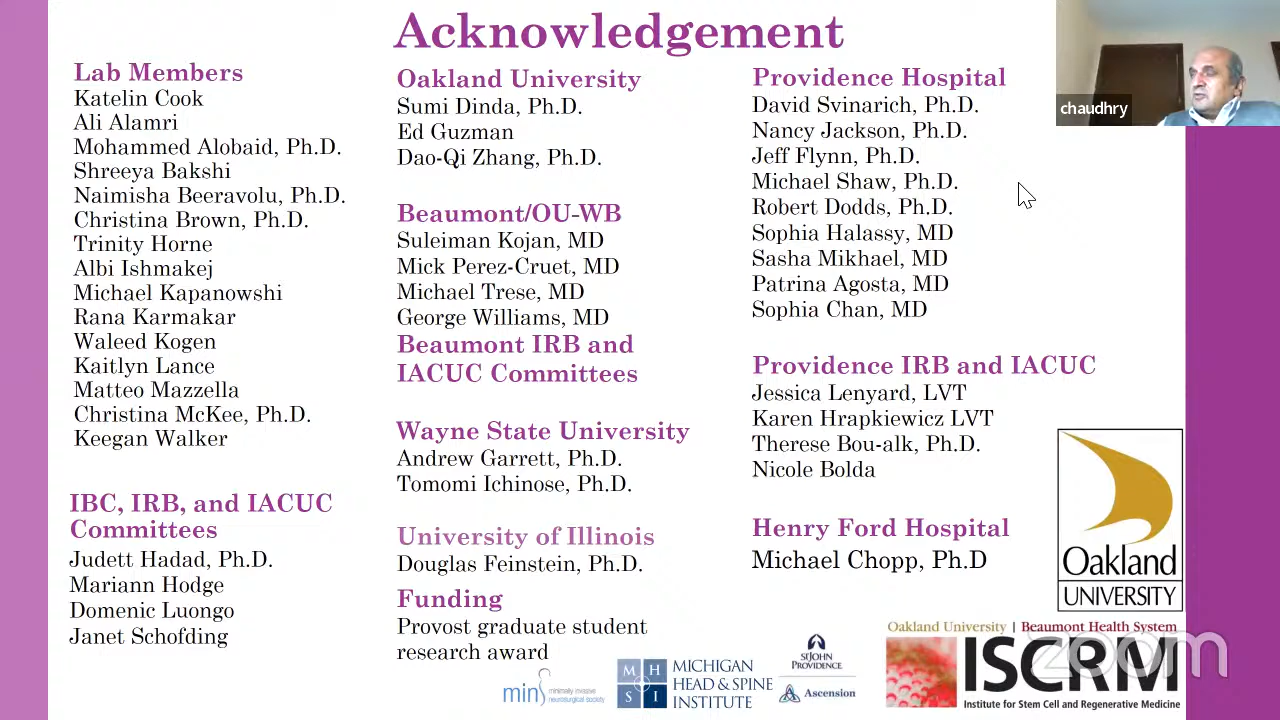 Acknowledgement
Lab Members
Katelin Cook
Ali Alamri
Mohammed Alobaid, Ph.D.
Shreeya Bakshi
Naimisha Beeravolu, Ph.D.
Christina Brown, Ph.D.
Trinity Horne
Albi Ishmakej
Michael Kapanowshi
Rana Karmakar
Waleed Kogen
Kaitlyn Lance
Matteo Mazzella
Christina McKee, Ph.D.
Keegan Walker
IBC, IRB, and IACUC
Committees
Judett Hadad, Ph.D.
Mariann Hodge
Domenic Luongo
Janet Schofding
Oakland University
Sumi Dinda, Ph.D.
Ed Guzman
Dao-Qi Zhang, Ph.D.
Beaumont/OU-WB
Suleiman Kojan, MD
Mick Perez-Cruet, MD
Michael Trese, MD
George Williams, MD
Beaumont IRB and
IACUC Committees
Wayne State University
Andrew Garrett, Ph.D.
Tomomi Ichinose, Ph.D.
University of Illinois
Douglas Feinstein, Ph.D.
Funding
Provost graduate student
research award
Providence Hospital
David Svinarich, Ph.D.
Nancy Jackson, Ph.D.
Jeff Flynn, Ph.D.
Michael Shaw, Ph.D.
Robert Dodds, Ph.D.
Sophia Halassy, MD
Sasha Mikhael, MD
Patrina Agosta, MD
Sophia Chan, MD
Providence IRB and IACUC
Jessica Lenyard, LVT
Karen Hrapkiewicz LVT
Therese Bou-alk, Ph.D.
Nicole Bolda
Henry Ford Hospital
Michael Chopp, Ph.D
chaudhry
Oakland
UNIVERSITY
minS minimally invasive
neurosurgical society
M H
S I
MICHIGAN
HEAD & SPINE
INSTITUTE
ST JOHN
PROVIDENCE
Ascension
Oakland University | Beaumont Health System
ISCRM
Institute for Stem Cell and Regenerative Medicine
zoom